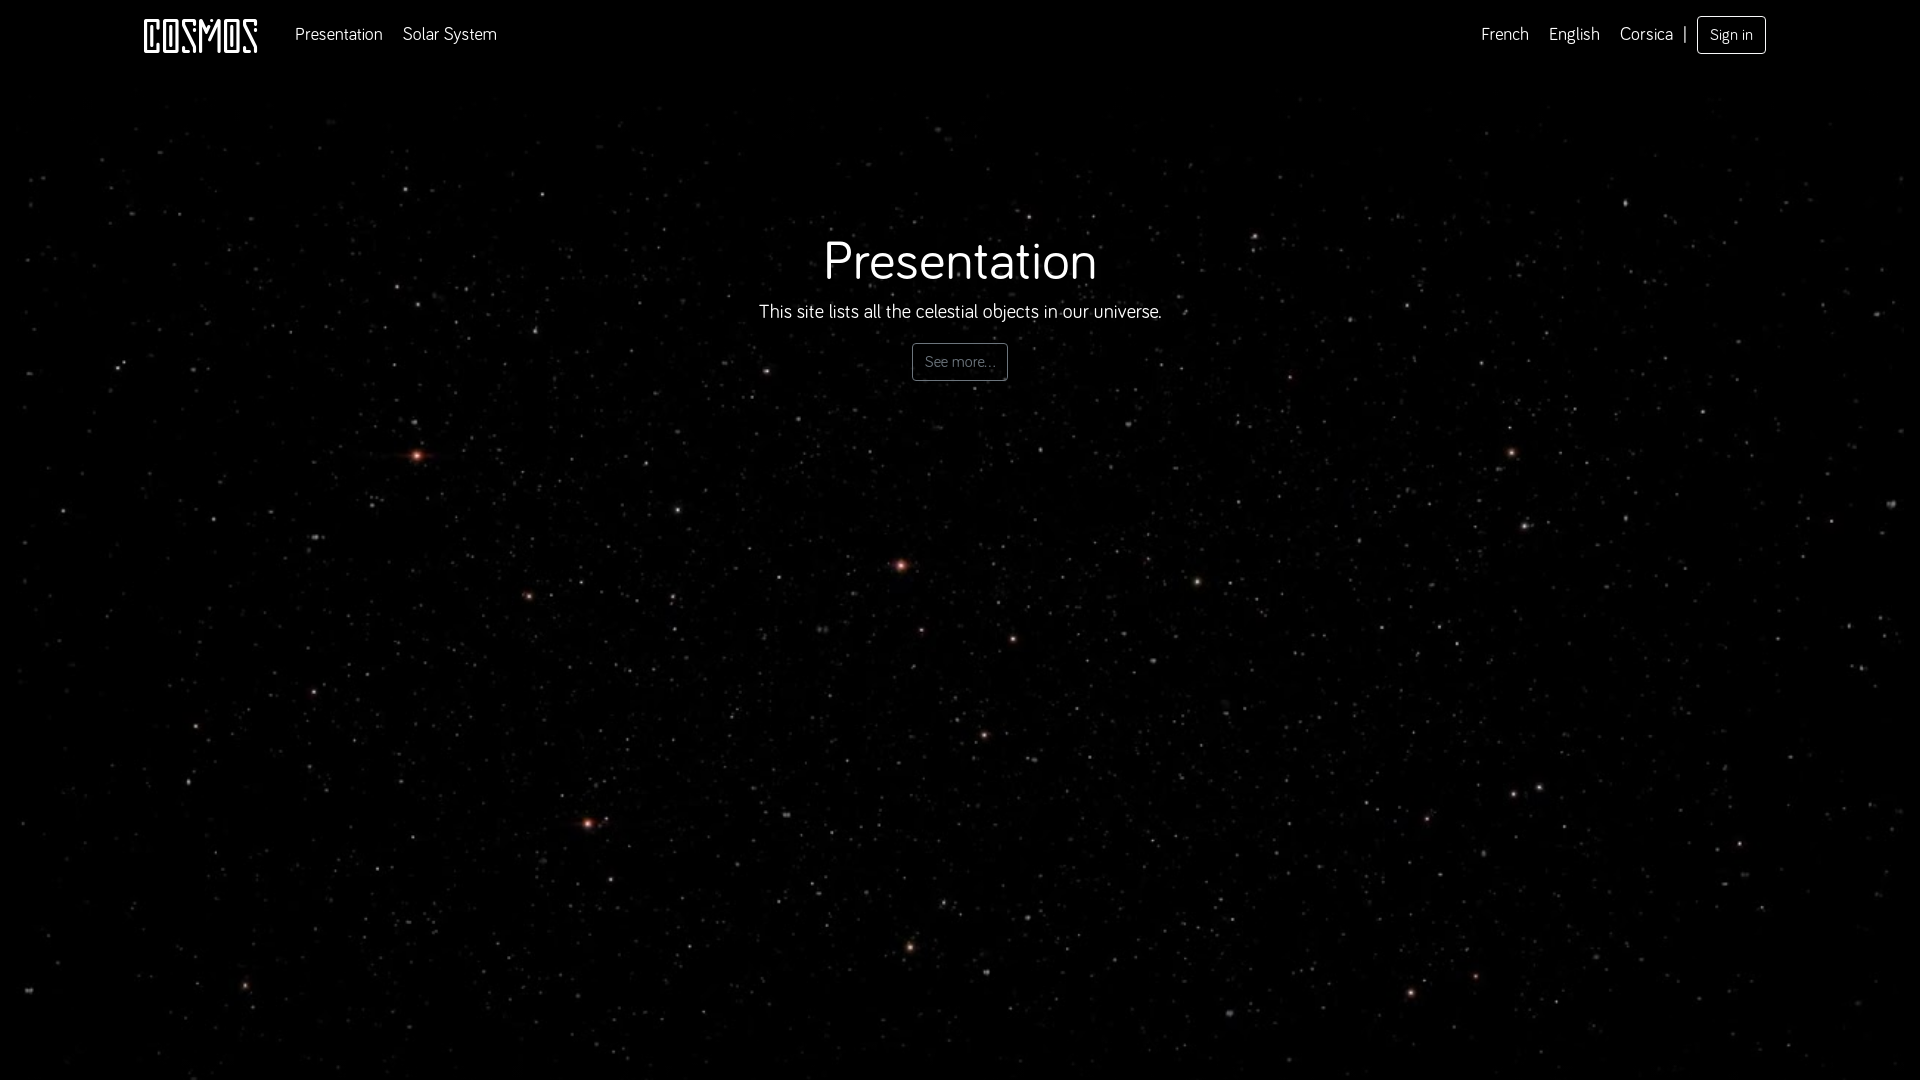 COSMOS Presentation Solar System French English Corsica | Sign in
Presentation
This site lists all the celestial objects in our universe.
See more...